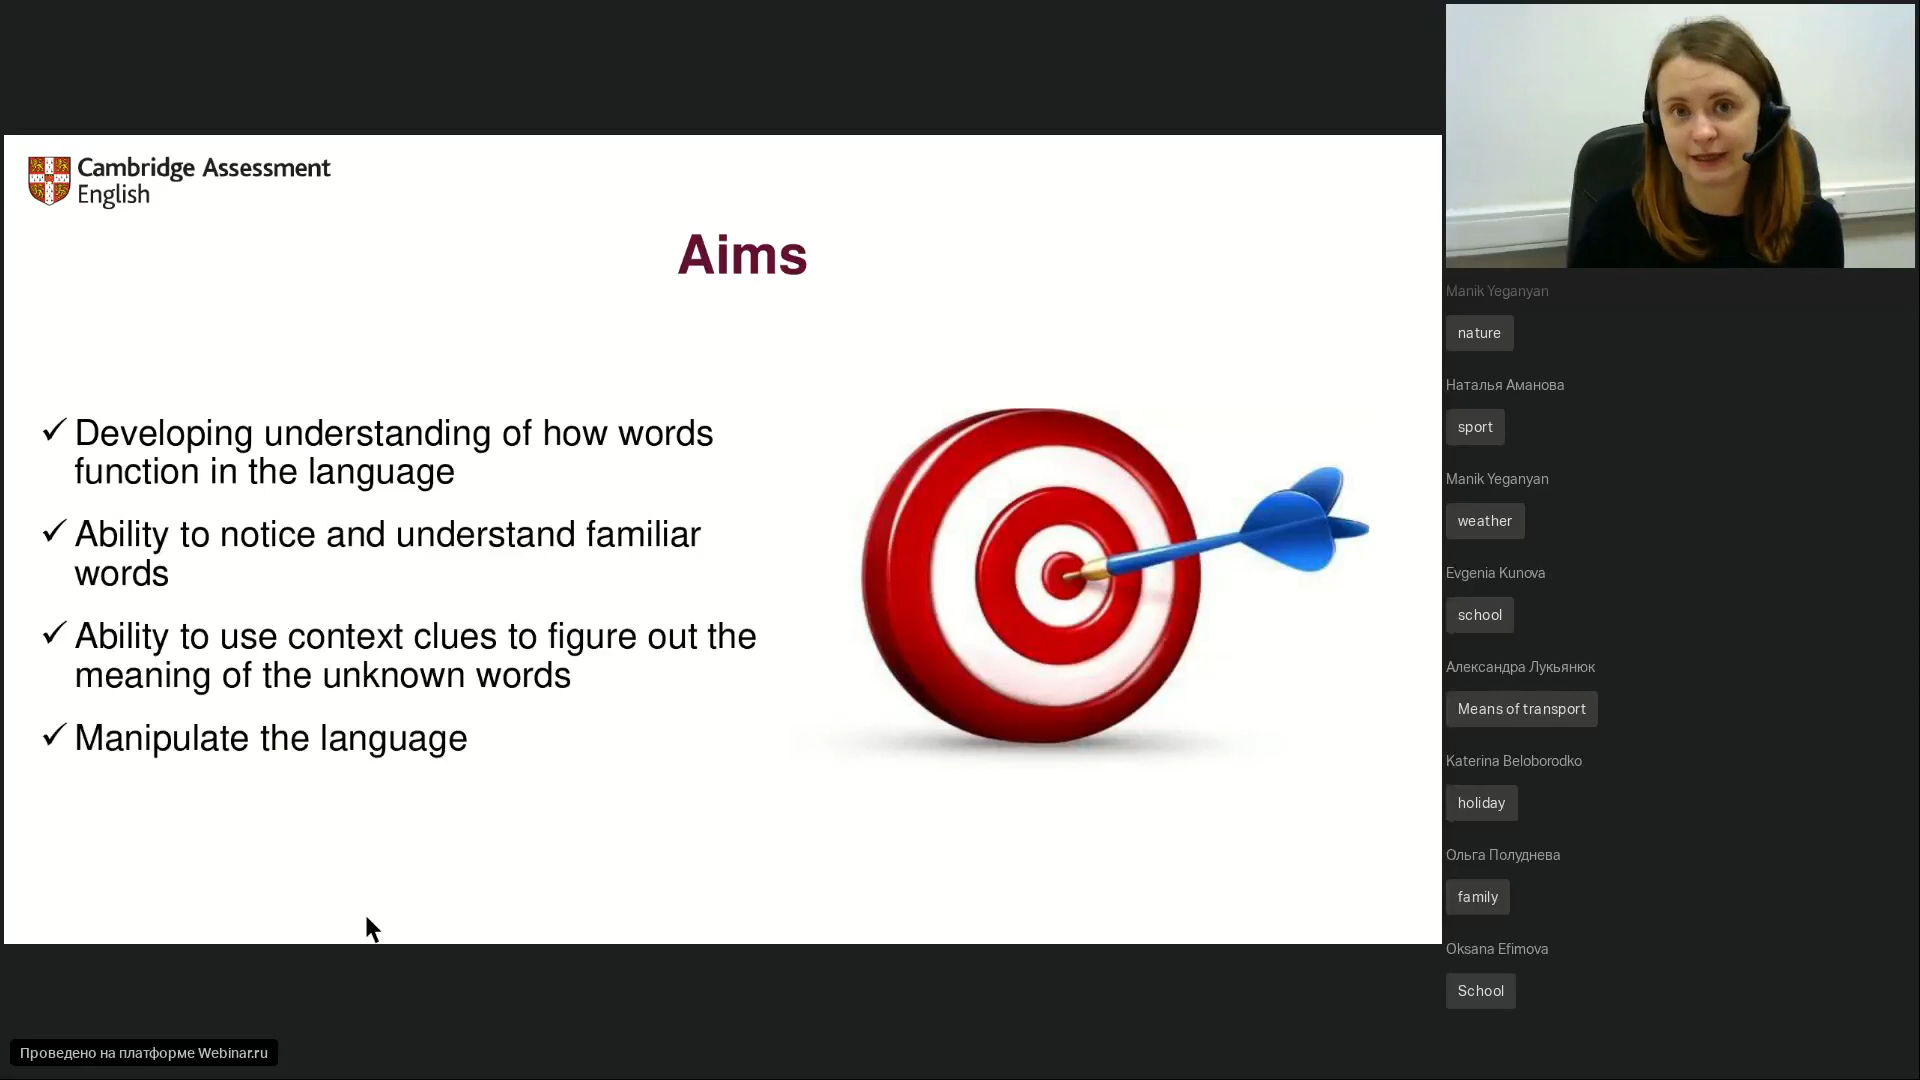 Cambridge Assessment
English
Aims
✓ Developing understanding of how words
function in the language
✓ Ability to notice and understand familiar
words
✓ Ability to use context clues to figure out the
meaning of the unknown words
✓ Manipulate the language
Manik Yeganyan
nature
Наталья Аманова
sport
Manik Yeganyan
weather
Evgenia Kunova
school
Александра Лукьянюк
Means of transport
Katerina Beloborodko
holiday
Ольга Полуднева
family
Oksana Efimova
School
Проведено на платформе Webinar.ru